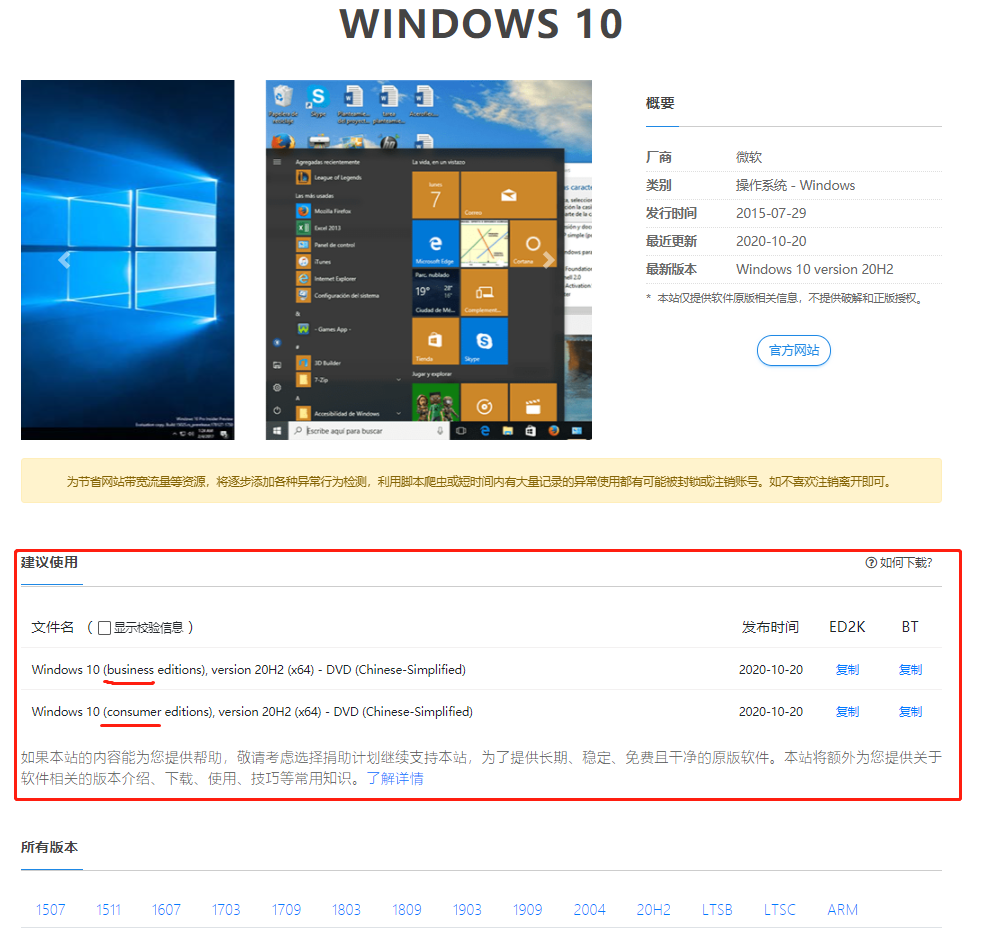 WINDOWS 10
Papelera de reciclaje
Skype
Agregadas recientemente
League of Legends
Las más usadas
Mozilla Firefox
Excel 2013
Panel de control
iTunes
Internet Explorer
Configuración del sistema
&
- Games App -
#
3D Builder
7-Zip
A
Accesibilidad de Windows
Escribe aquí para buscar
La vida, en un vistazo
lunes
7
Correo
Microsoft Edge
Cortana
Parc. nublado
19°
28°
16°
Ciudad de Mé...
Complement...
Tienda
Skype
Jugar y explorar
概要
厂商 微软
类别 操作系统 - Windows
发行时间 2015-07-29
最近更新 2020-10-20
最新版本 Windows 10 version 20H2
* 本站仅提供软件原版相关信息，不提供破解和正版授权。
官方网站
为节省网站带宽流量等资源，将逐步添加各种异常行为检测，利用脚本爬虫或短时间内有大量记录的异常使用都有可能被封锁或注销账号。如不喜欢注销离开即可。
建议使用 如何下载?
文件名 ( 显示校验信息 ) 发布时间 ED2K BT
Windows 10 (business editions), version 20H2 (x64) - DVD (Chinese-Simplified) 2020-10-20 复制 复制
Windows 10 (consumer editions), version 20H2 (x64) - DVD (Chinese-Simplified) 2020-10-20 复制 复制
如果本站的内容能为您提供帮助，敬请考虑选择捐助计划继续支持本站，为了提供长期、稳定、免费且干净的原版软件。本站将额外为您提供关于
软件相关的版本介绍、下载、使用、技巧等常用知识。了解详情
所有版本
1507 1511 1607 1703 1709 1803 1809 1903 1909 2004 20H2 LTSB LTSC ARM